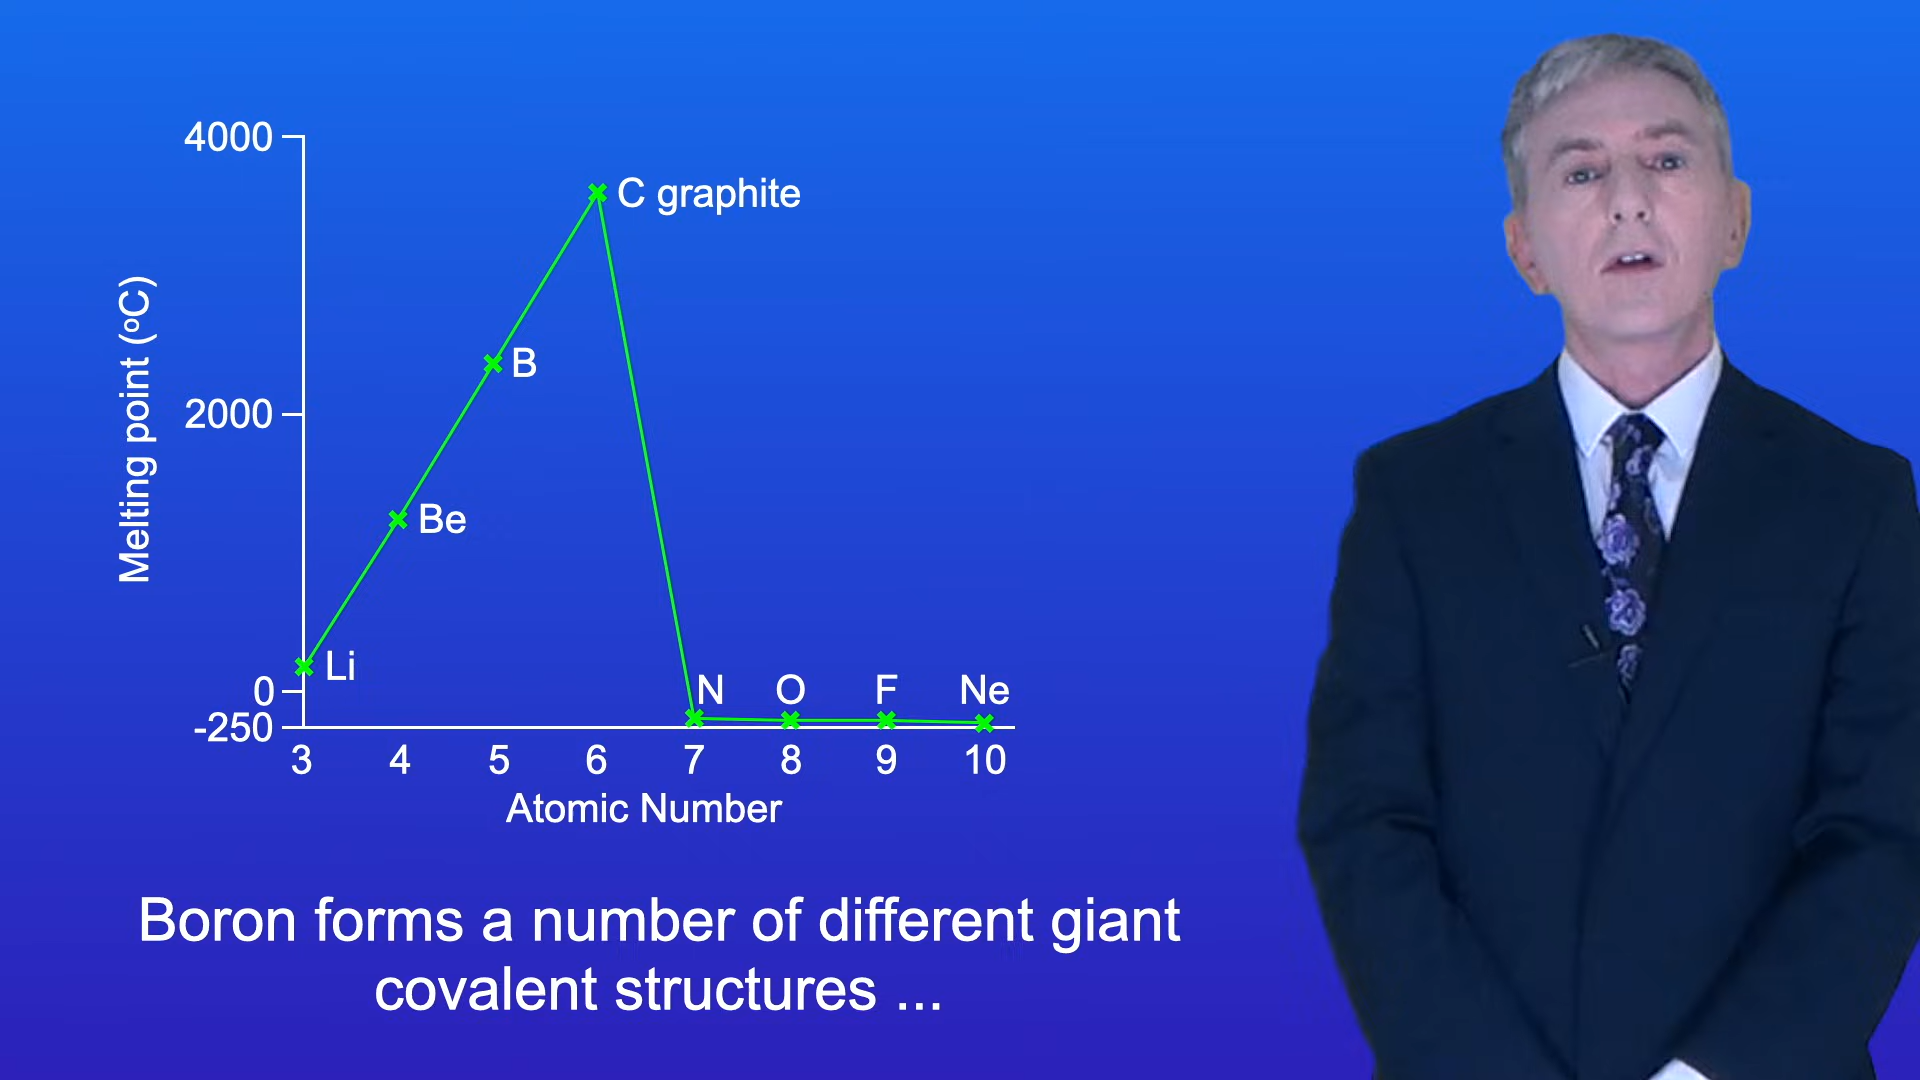 4000
C graphite
B
2000
Melting point (oC)
Be
Li
0
N O F Ne
-250
3 4 5 6 7 8 9 10
Atomic Number
Boron forms a number of different giant
covalent structures ...